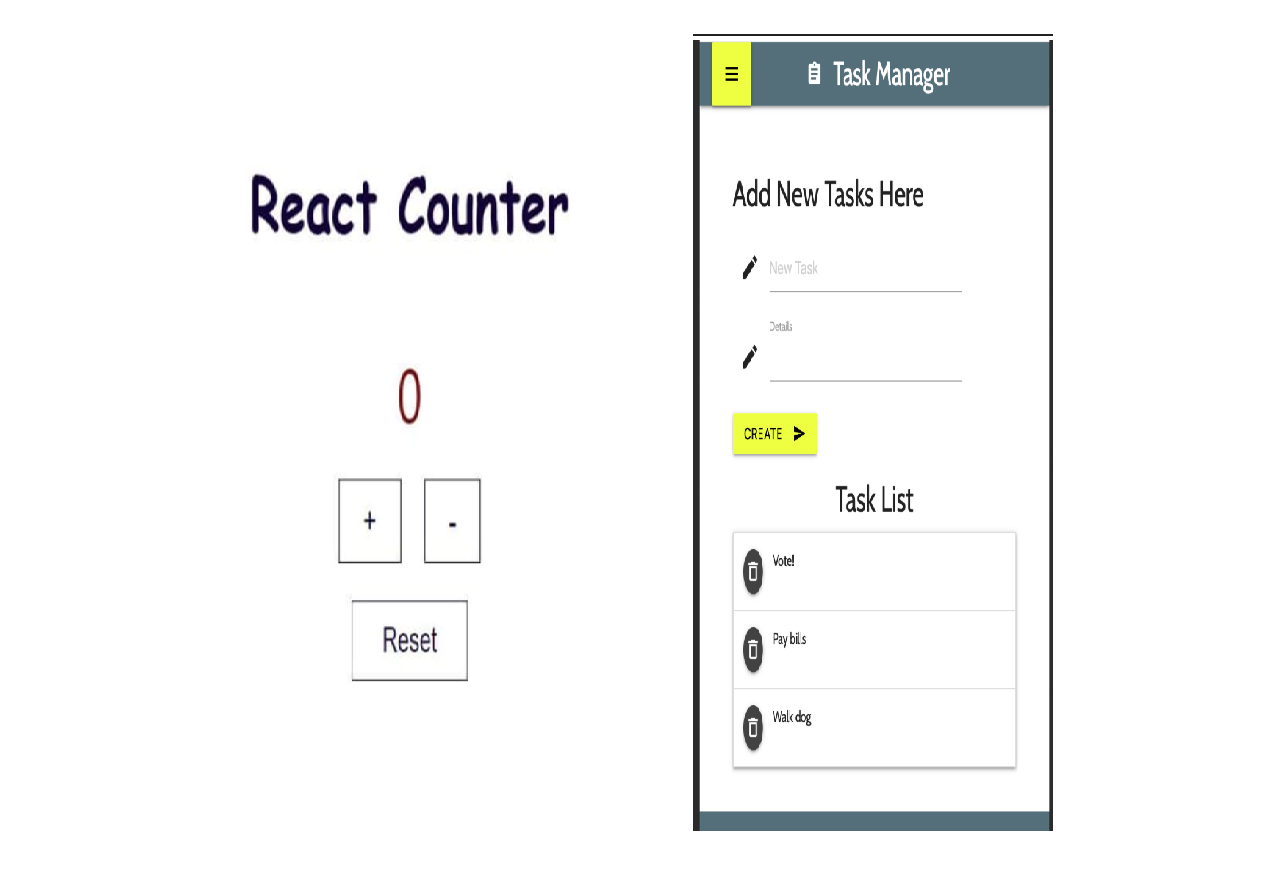 React Counter
0
+ -
Reset
Task Manager
Add New Tasks Here
New Task
Details
CREATE
Task List
Vote!
Pay bills
Walk dog